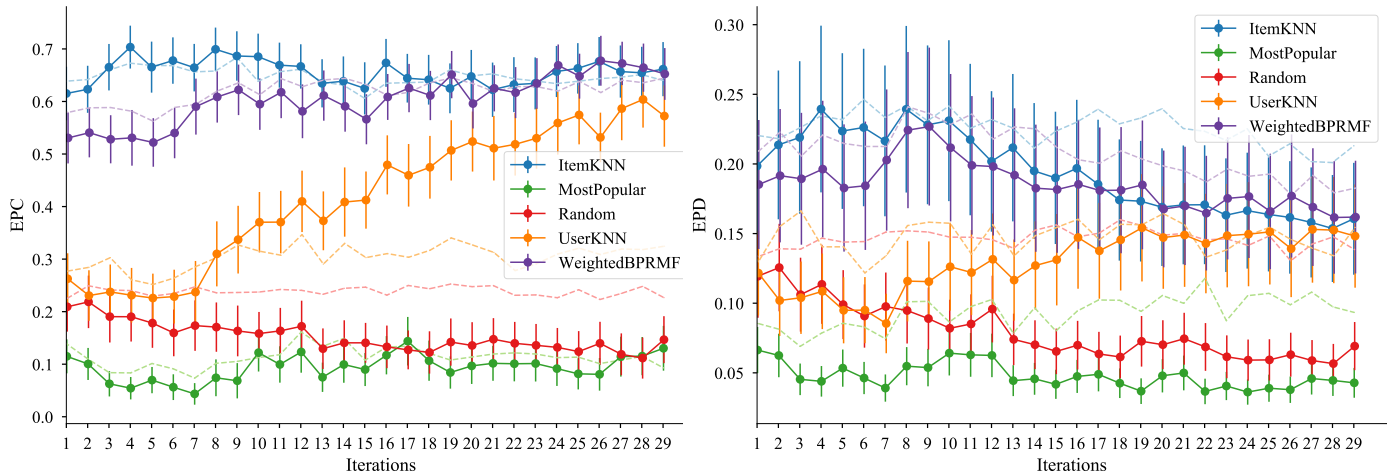 0.7
0.6
0.5
0.4
0.3
0.2
0.1
0.0
EPC
ItemKNN
MostPopular
Random
UserKNN
WeightedBPRMF
1 2 3 4 5 6 7 8 9 10 11 12 13 14 15 16 17 18 19 20 21 22 23 24 25 26 27 28 29
Iterations
0.30
0.25
0.20
0.15
0.10
0.05
EPD
ItemKNN
MostPopular
Random
UserKNN
WeightedBPRMF
1 2 3 4 5 6 7 8 9 10 11 12 13 14 15 16 17 18 19 20 21 22 23 24 25 26 27 28 29
Iterations